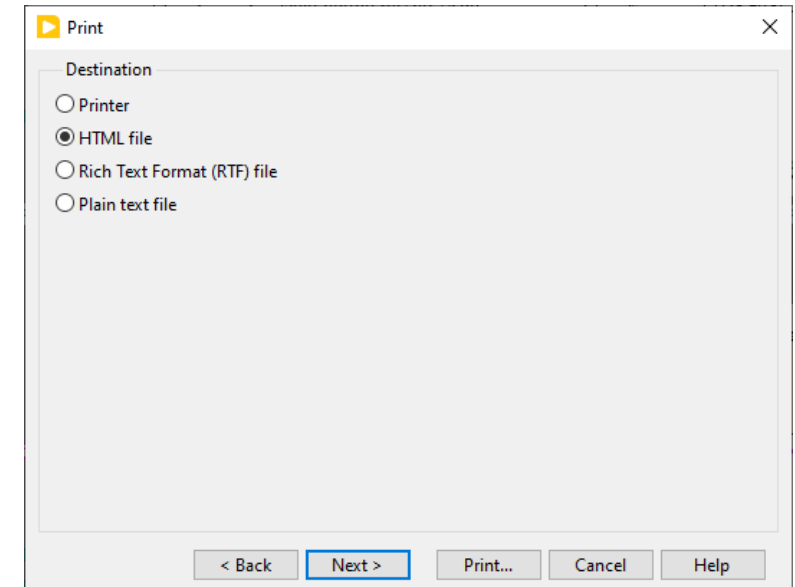 Print
Destination
Printer
HTML file
Rich Text Format (RTF) file
Plain text file
< Back Next > Print... Cancel Help